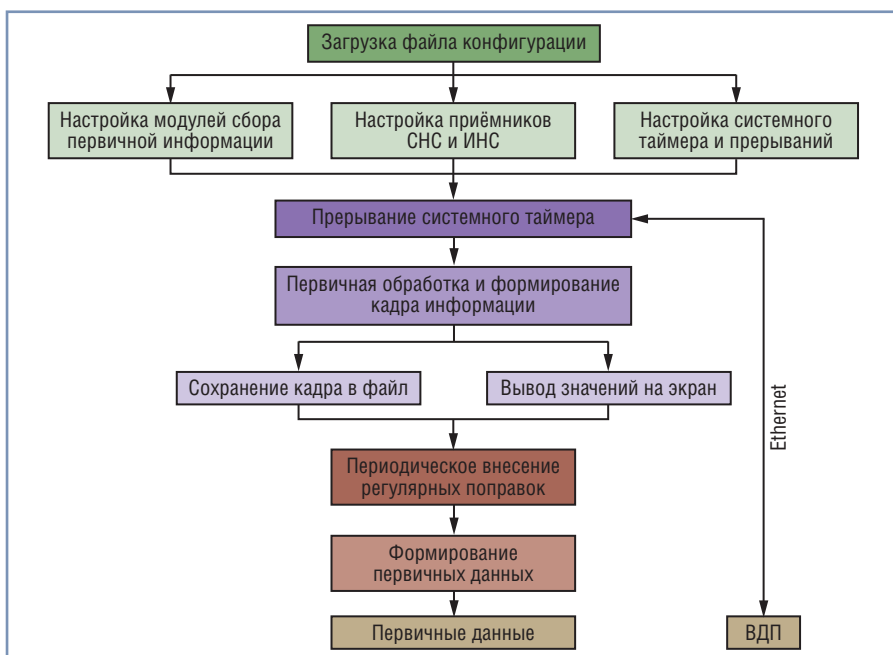 Загрузка файла конфигурации
Настройка модулей сбора
первичной информации
Настройка приёмников
СНС и ИНС
Настройка системного
таймера и прерываний
Прерывание системного таймера
Первичная обработка и формирование
кадра информации
Сохранение кадра в файл
Вывод значений на экран
Ethernet
Периодическое внесение
регулярных поправок
Формирование
первичных данных
Первичные данные
ВДП